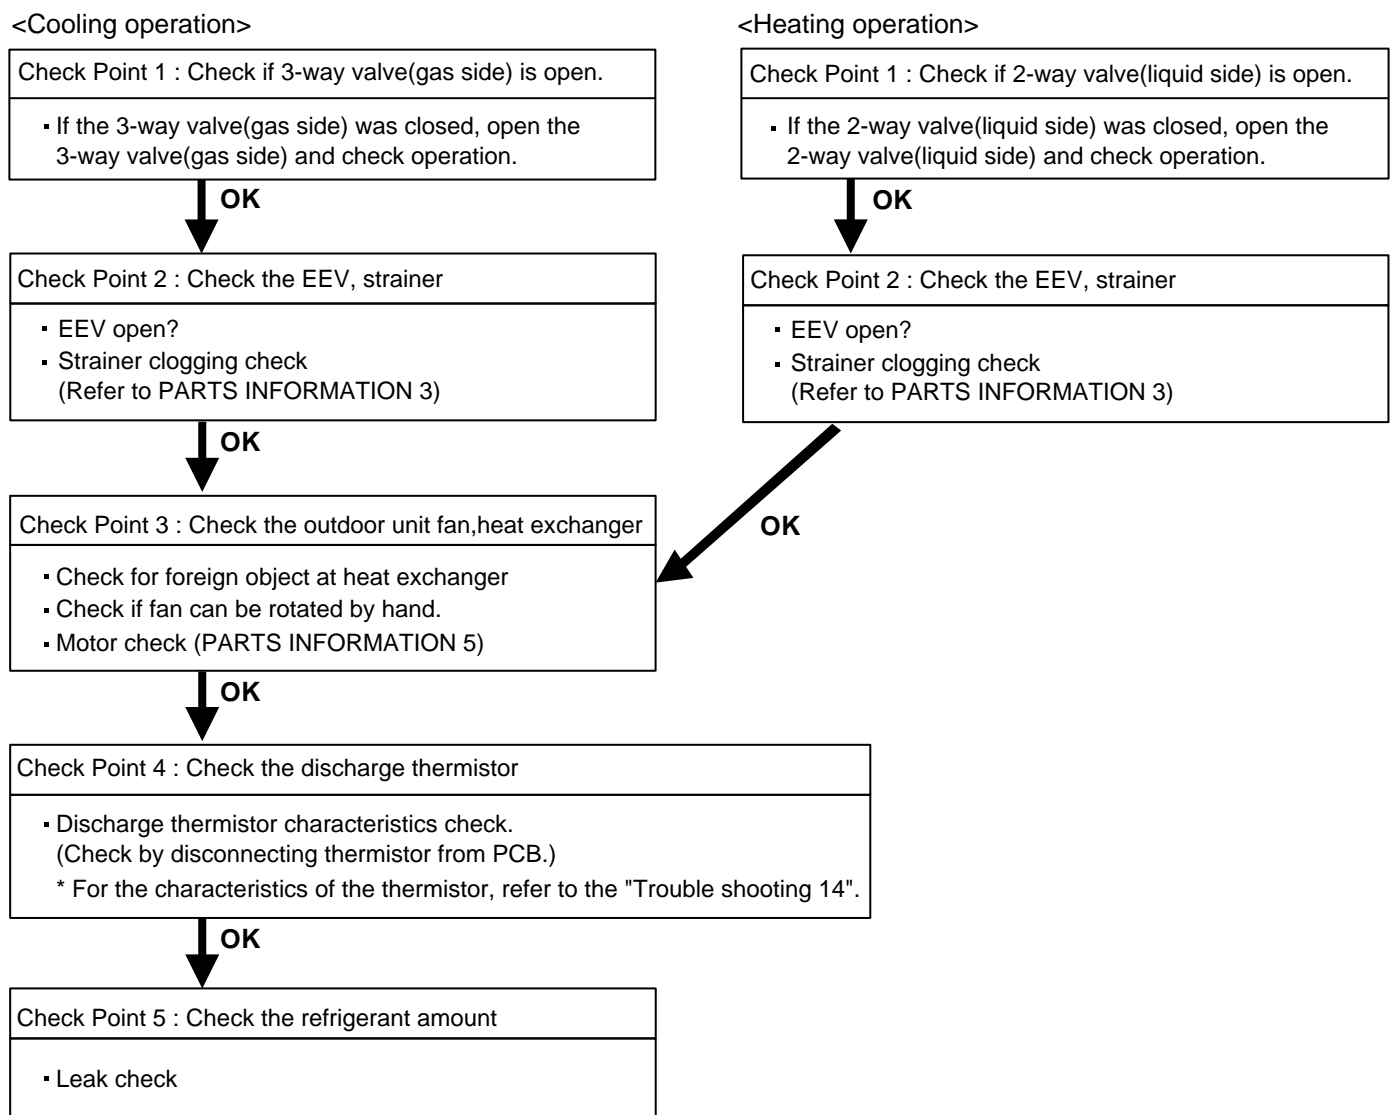 <Cooling operation>
Check Point 1 : Check if 3-way valve(gas side) is open.
▪ If the 3-way valve(gas side) was closed, open the
3-way valve(gas side) and check operation.
OK
Check Point 2 : Check the EEV, strainer
▪ EEV open?
▪ Strainer clogging check
(Refer to PARTS INFORMATION 3)
OK
<Heating operation>
Check Point 1 : Check if 2-way valve(liquid side) is open.
▪ If the 2-way valve(liquid side) was closed, open the
2-way valve(liquid side) and check operation.
OK
Check Point 2 : Check the EEV, strainer
▪ EEV open?
▪ Strainer clogging check
(Refer to PARTS INFORMATION 3)
OK
Check Point 3 : Check the outdoor unit fan,heat exchanger
▪ Check for foreign object at heat exchanger
▪ Check if fan can be rotated by hand.
▪ Motor check (PARTS INFORMATION 5)
OK
Check Point 4 : Check the discharge thermistor
▪ Discharge thermistor characteristics check.
(Check by disconnecting thermistor from PCB.)
* For the characteristics of the thermistor, refer to the "Trouble shooting 14".
OK
Check Point 5 : Check the refrigerant amount
▪ Leak check